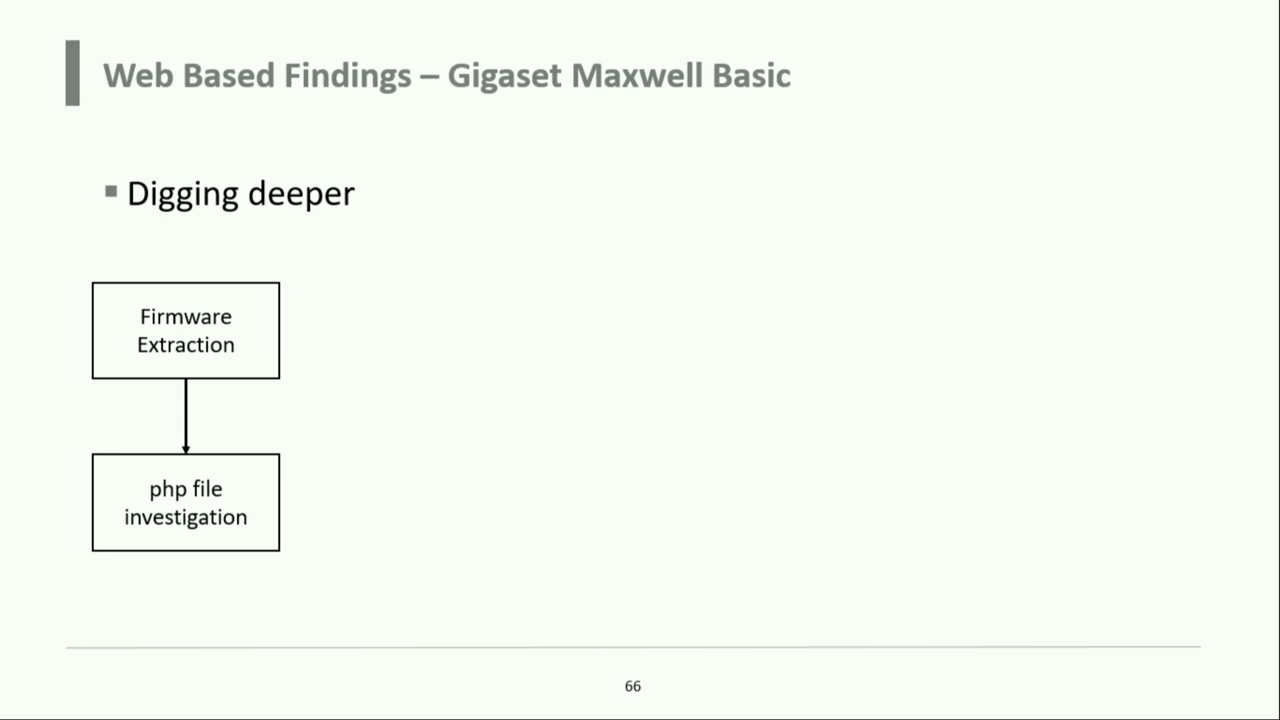 Web Based Findings – Gigaset Maxwell Basic
Digging deeper
Firmware
Extraction
php file
investigation
66